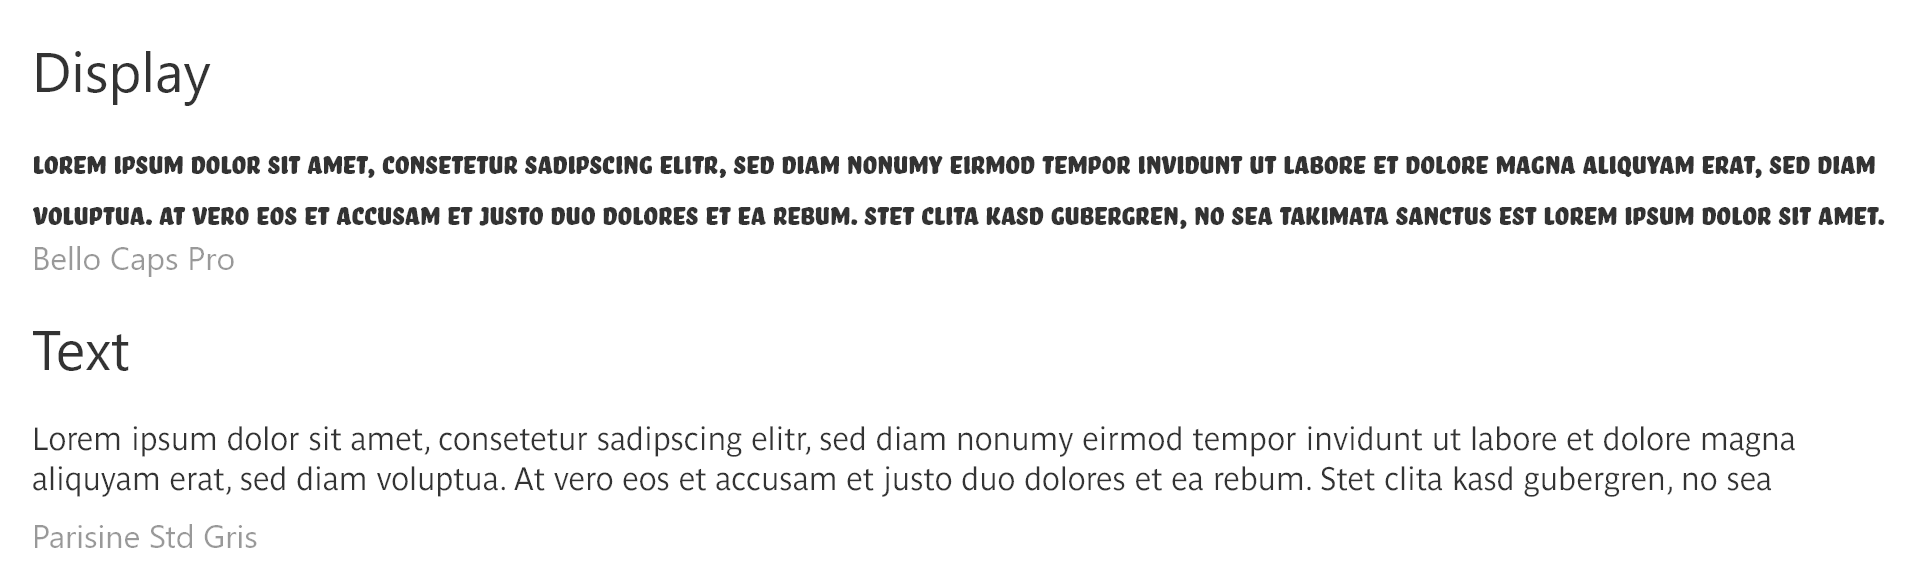 Display
LOREM IPSUM DOLOR SIT AMET, CONSETETUR SADIPSCING ELITR, SED DIAM NONUMY EIRMOD TEMPOR INVIDUNT UT LABORE ET DOLORE MAGNA ALIQUYAM ERAT, SED DIAM
VOLUPTUA. AT VERO EOS ET ACCUSAM ET JUSTO DUO DOLORES ET EA REBUM. STET CLITA KASD GUBERGREN, NO SEA TAKIMATA SANCTUS EST LOREM IPSUM DOLOR SIT AMET.
Bello Caps Pro
Text
Lorem ipsum dolor sit amet, consetetur sadipscing elitr, sed diam nonumy eirmod tempor invidunt ut labore et dolore magna
aliquyam erat, sed diam voluptua. At vero eos et accusam et justo duo dolores et ea rebum. Stet clita kasd gubergren, no sea
Parisine Std Gris